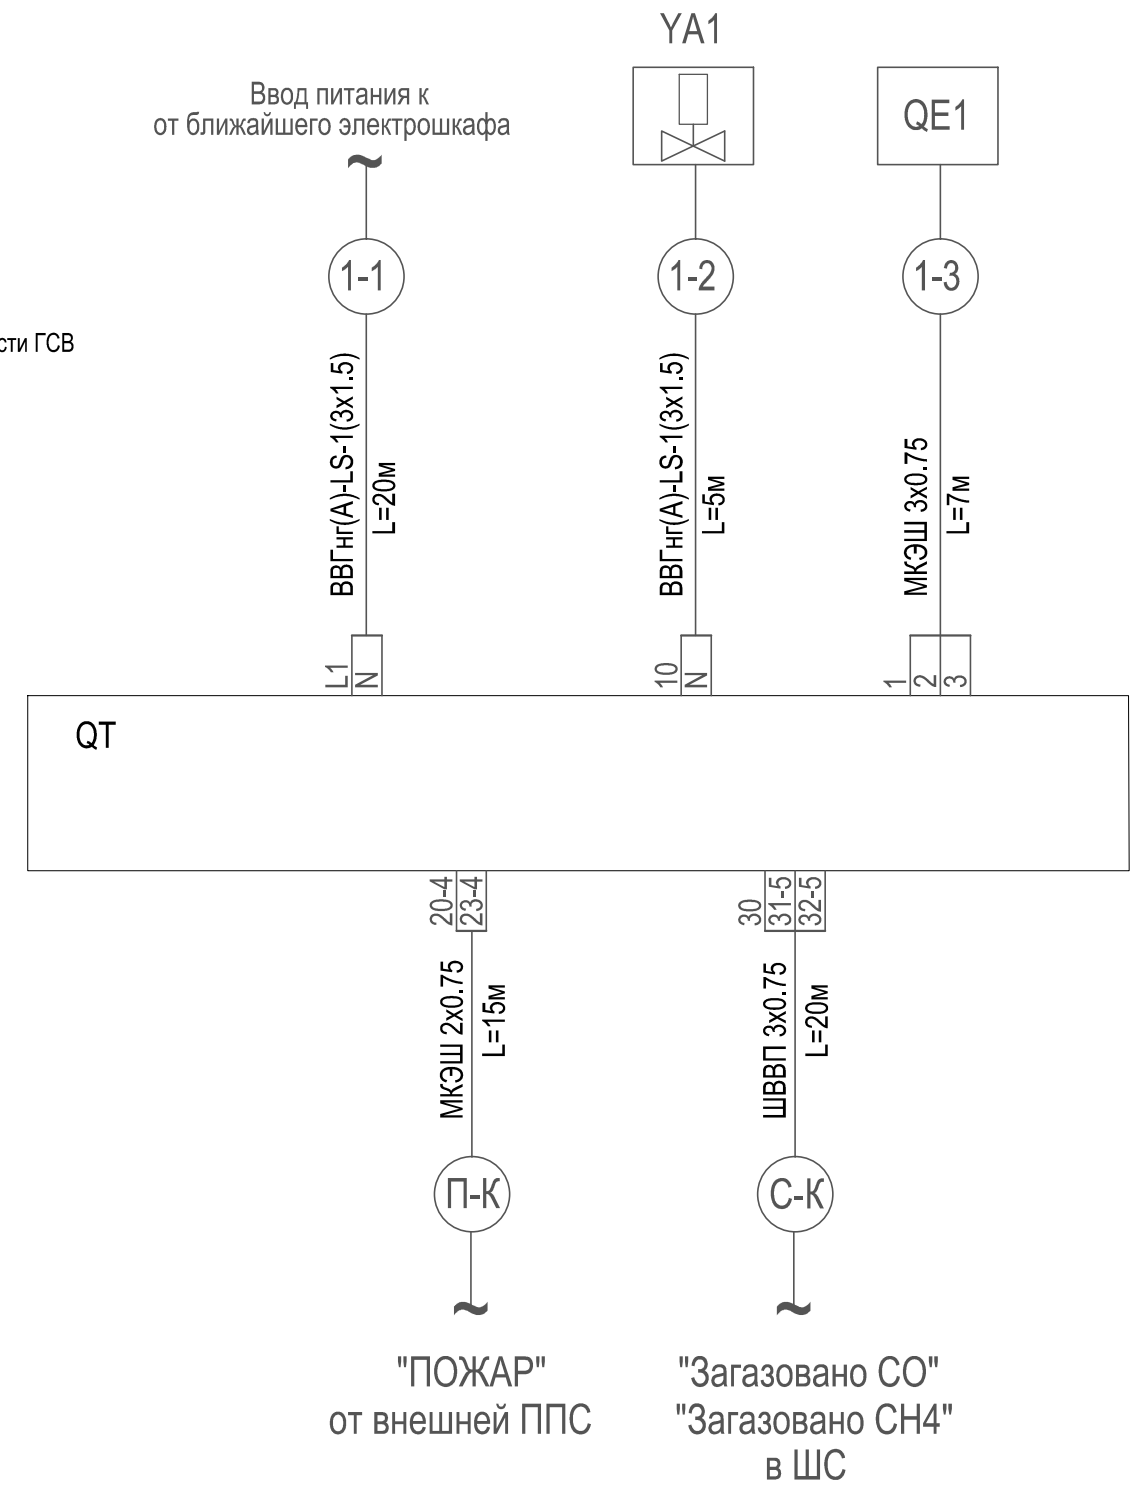 YA1
Ввод питания к
от ближайшего электрошкафа
QE1
1-1
1-2
1-3
сти ГСВ
ВВГнг(А)-LS-1(3х1.5)
L=20м
ВВГнг(А)-LS-1(3х1.5)
L=5м
МКЭШ 3х0.75
L=7м
L1
N
10
N
1
2
3
QT
20-4
23-4
30
31-5
32-5
МКЭШ 2х0.75
L=15м
ШВВП 3х0.75
L=20м
П-К
С-К
"ПОЖАР"
от внешней ППС
"Загазовано СО"
"Загазовано СН4"
в ШС